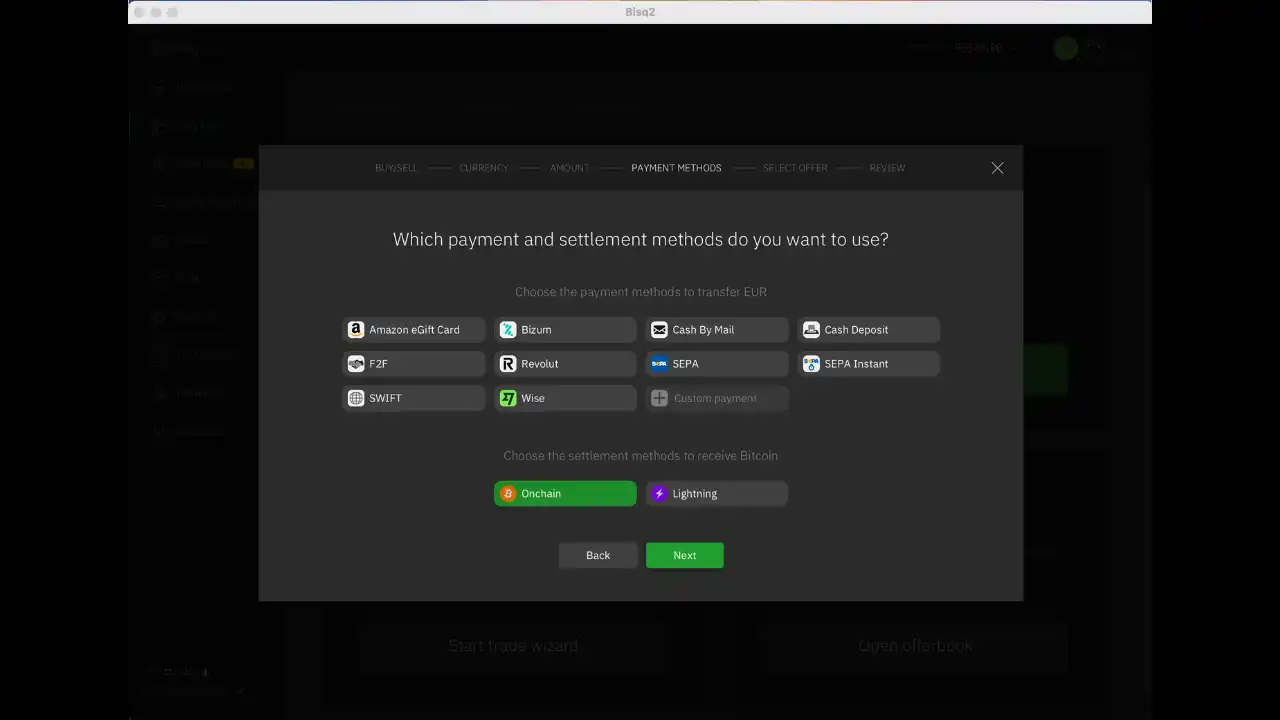 Bisq2
BUY/SELL CURRENCY AMOUNT PAYMENT METHODS SELECT OFFER REVIEW
Which payment and settlement methods do you want to use?
Choose the payment methods to transfer EUR
Amazon eGift Card Bizum Cash By Mail Cash Deposit
F2F Revolut SEPA SEPA Instant
SWIFT Wise Custom payment
Choose the settlement methods to receive Bitcoin
Onchain Lightning
Back Next
Start trade wizard Open offerbook